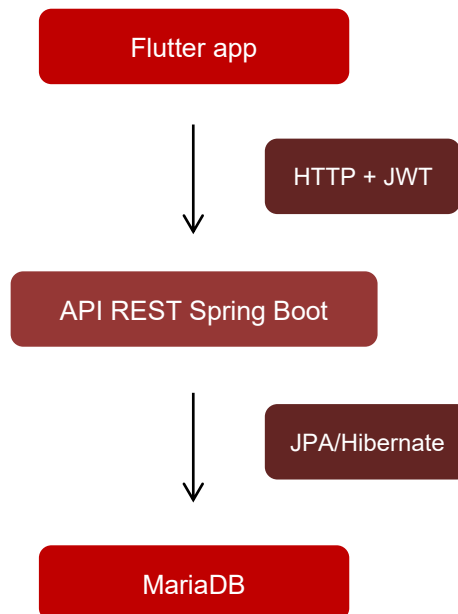 Flutter app
HTTP + JWT
API REST Spring Boot
JPA/Hibernate
MariaDB